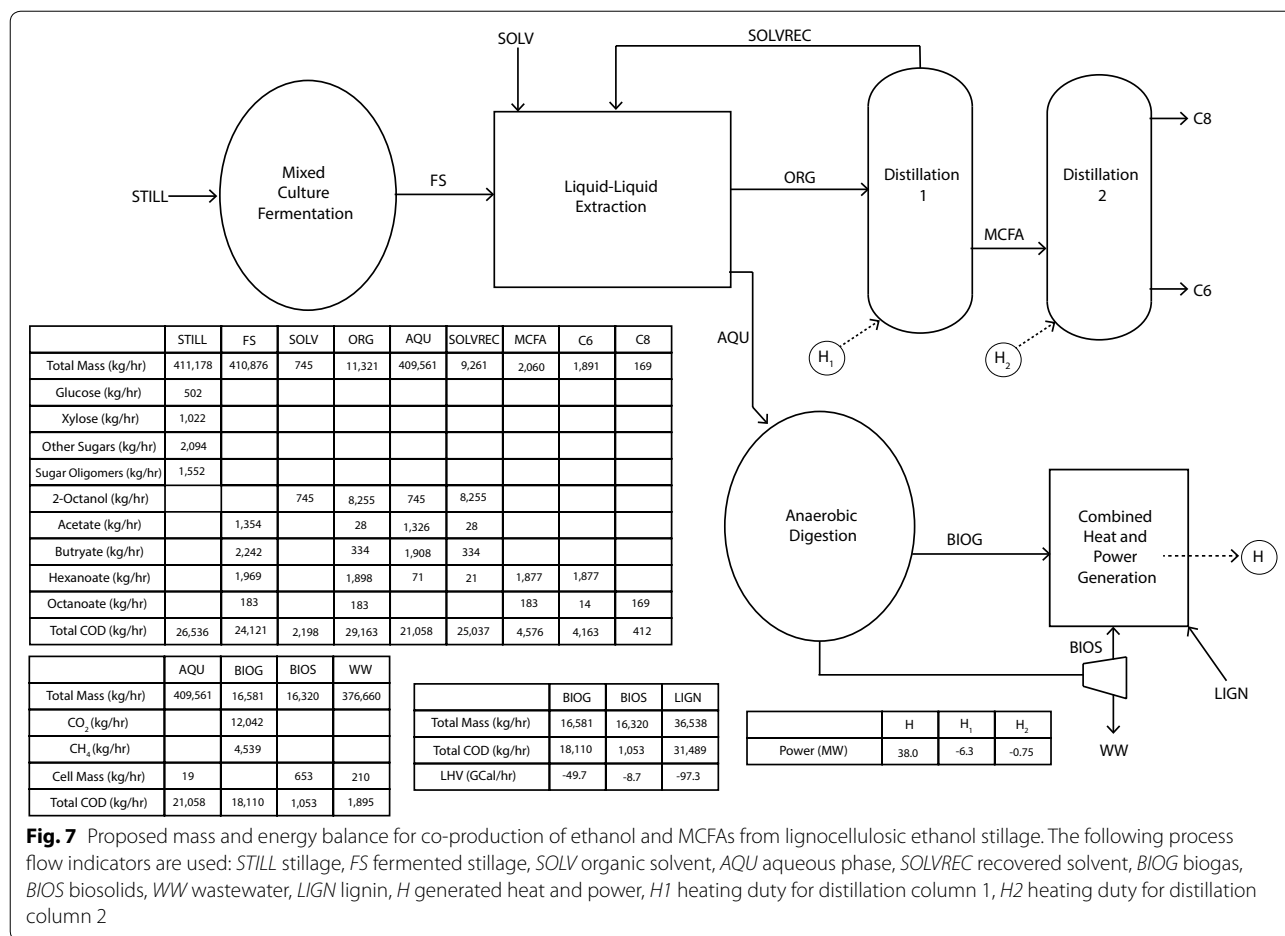 SOLV
SOLVREC
STILL
Mixed
Culture
Fermentation
FS
Liquid-Liquid
Extraction
ORG
Distillation
1
MCFA
Distillation
2
C8
C6
AQU
H1
H2
STILL FS SOLV ORG AQU SOLVREC MCFA C6 C8
Total Mass (kg/hr) 411,178 410,876 745 11,321 409,561 9,261 2,060 1,891 169
Glucose (kg/hr) 502
Xylose (kg/hr) 1,022
Other Sugars (kg/hr) 2,094
Sugar Oligomers (kg/hr) 1,552
2-Octanol (kg/hr) 745 8,255 745 8,255
Acetate (kg/hr) 1,354 28 1,326 28
Butryate (kg/hr) 2,242 334 1,908 334
Hexanoate (kg/hr) 1,969 1,898 71 21 1,877 1,877
Octanoate (kg/hr) 183 183 183 14 169
Total COD (kg/hr) 26,536 24,121 2,198 29,163 21,058 25,037 4,576 4,163 412
Anaerobic
Digestion
BIOG
Combined
Heat and
Power
Generation
H
BIOS
LIGN
WW
AQU BIOG BIOS WW
Total Mass (kg/hr) 409,561 16,581 16,320 376,660
CO2 (kg/hr) 12,042
CH4 (kg/hr) 4,539
Cell Mass (kg/hr) 19 653 210
Total COD (kg/hr) 21,058 18,110 1,053 1,895
BIOG BIOS LIGN
Total Mass (kg/hr) 16,581 16,320 36,538
Total COD (kg/hr) 18,110 1,053 31,489
LHV (GCal/hr) -49.7 -8.7 -97.3
H H1 H2
Power (MW) 38.0 -6.3 -0.75
Fig. 7 Proposed mass and energy balance for co-production of ethanol and MCFAs from lignocellulosic ethanol stillage. The following process
flow indicators are used: STILL stillage, FS fermented stillage, SOLV organic solvent, AQU aqueous phase, SOLVREC recovered solvent, BIOG biogas,
BIOS biosolids, WW wastewater, LIGN lignin, H generated heat and power, H1 heating duty for distillation column 1, H2 heating duty for distillation
column 2